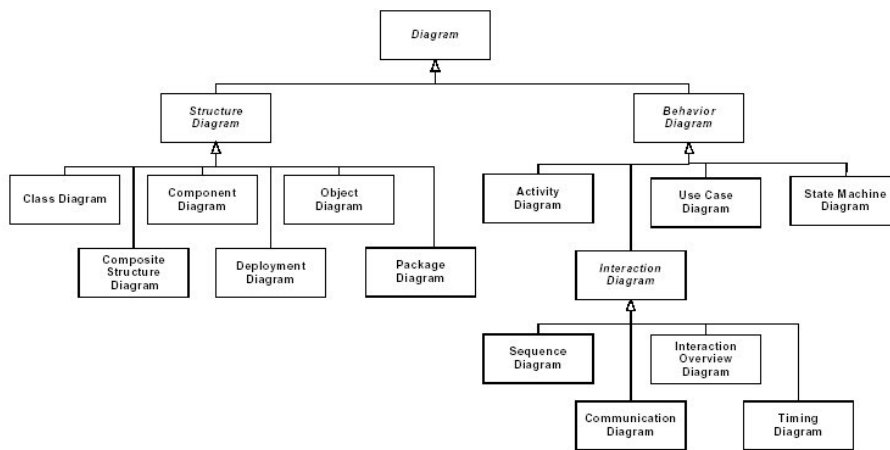 Diagram
Structure
Diagram
Behavior
Diagram
Class Diagram
Component
Diagram
Object
Diagram
Activity
Diagram
Use Case
Diagram
State Machine
Diagram
Composite
Structure
Diagram
Deployment
Diagram
Package
Diagram
Interaction
Diagram
Sequence
Diagram
Interaction
Overview
Diagram
Communication
Diagram
Timing
Diagram